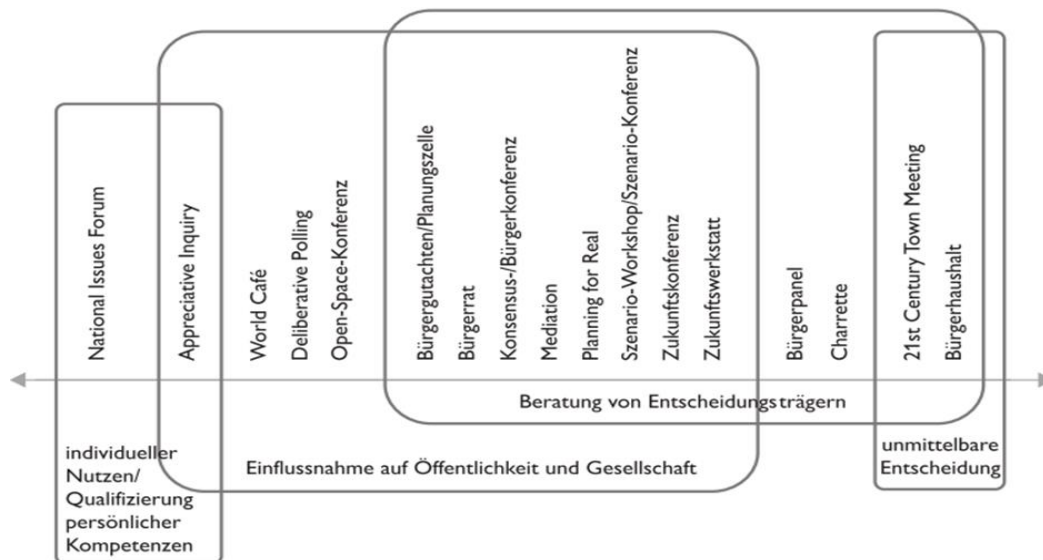 National Issues Forum
Appreciative Inquiry
World Café
Deliberative Polling
Open-Space-Konferenz
Bürgergutachten/Planungszelle
Bürgerrat
Konsensus-/Bürgerkonferenz
Mediation
Planning for Real
Szenario-Workshop/Szenario-Konferenz
Zukunftskonferenz
Zukunftswerkstatt
Bürgerpanel
Charrette
21st Century Town Meeting
Bürgerhaushalt
Beratung von Entscheidungsträgern
individueller
Nutzen/
Qualifizierung
persönlicher
Kompetenzen
Einflussnahme auf Öffentlichkeit und Gesellschaft
unmittelbare
Entscheidung